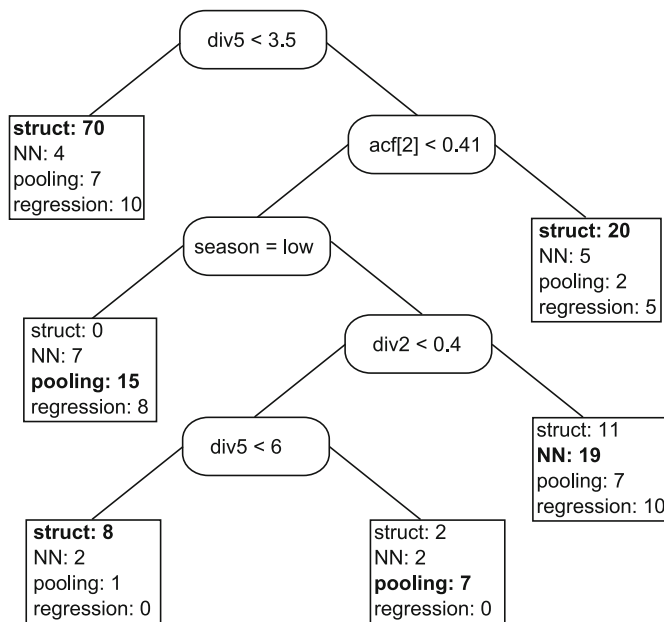 div5 < 3.5
struct: 70
NN: 4
pooling: 7
regression: 10
acf[2] < 0.41
struct: 20
NN: 5
pooling: 2
regression: 5
season = low
struct: 0
NN: 7
pooling: 15
regression: 8
div2 < 0.4
struct: 11
NN: 19
pooling: 7
regression: 10
div5 < 6
struct: 8
NN: 2
pooling: 1
regression: 0
struct: 2
NN: 2
pooling: 7
regression: 0